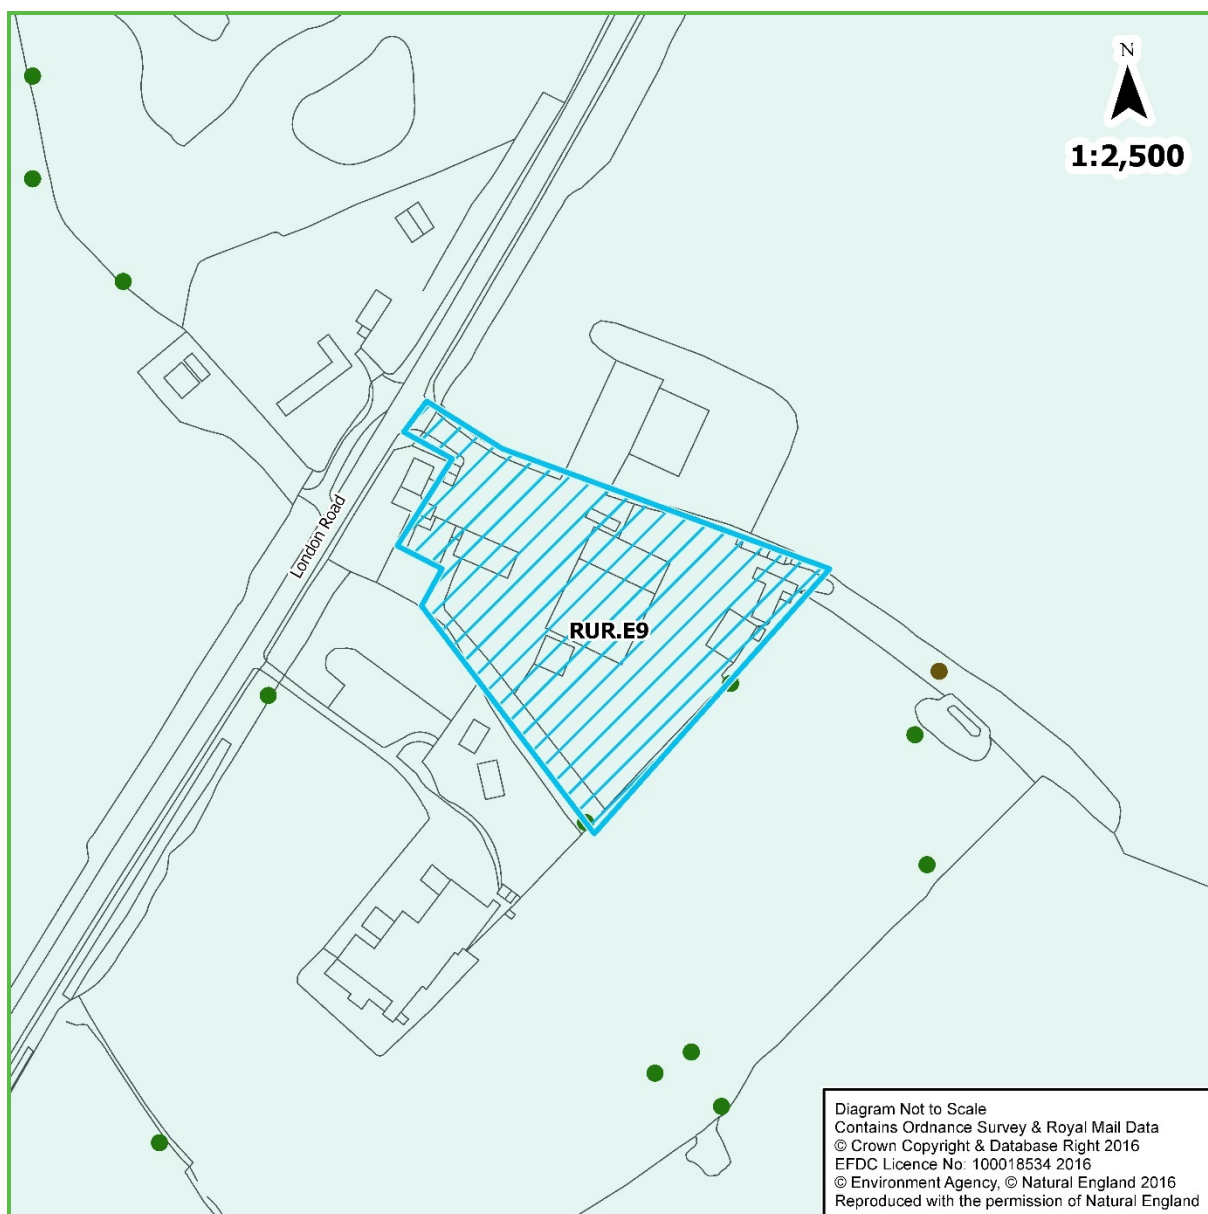 N
1:2,500
London Road
RUR.E9
Diagram Not to Scale
Contains Ordnance Survey & Royal Mail Data
© Crown Copyright & Database Right 2016
EFDC Licence No: 100018534 2016
© Environment Agency, © Natural England 2016
Reproduced with the permission of Natural England